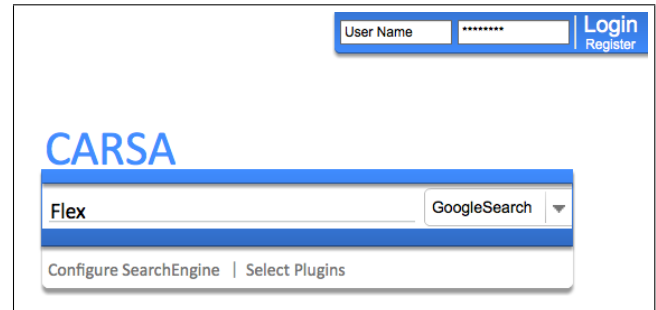 User Name ******** Login
Register
CARSA
Flex GoogleSearch
Configure SearchEngine | Select Plugins